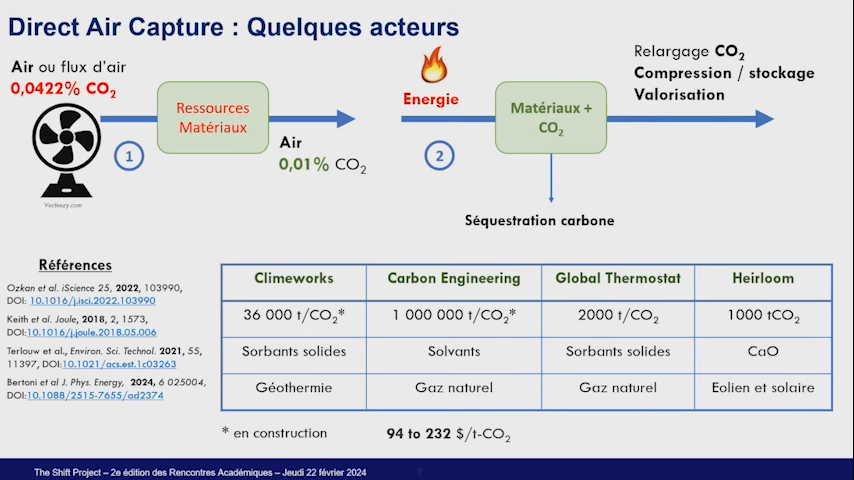 Direct Air Capture : Quelques acteurs
Air ou flux d'air
0,0422% CO2
Vecteezy.com
1
Ressources
Matériaux
Air
0,01% CO2
Energie
2
Matériaux +
CO2
Séquestration carbone
Relargage CO2
Compression / stockage
Valorisation
Références
Ozkan et al. iScience 25, 2022, 103990,
DOI: 10.1016/j.isci.2022.103990
Keith et al. Joule, 2018, 2, 1573,
DOI:10.1016/j.joule.2018.05.006
Terlouw et al., Environ. Sci. Technol. 2021, 55,
11397, DOI:10.1021/acs.est.1c03263
Bertoni et al J. Phys. Energy, 2024, 6 025004,
DOI:10.1088/2515-7655/ad2374
Climeworks Carbon Engineering Global Thermostat Heirloom
36 000 t/CO2* 1 000 000 t/CO2* 2000 t/CO2 1000 tCO2
Sorbants solides Solvants Sorbants solides CaO
Géothermie Gaz naturel Gaz naturel Eolien et solaire
* en construction 94 to 232 $/t-CO2
The Shift Project – 2e édition des Rencontres Académiques – Jeudi 22 février 2024